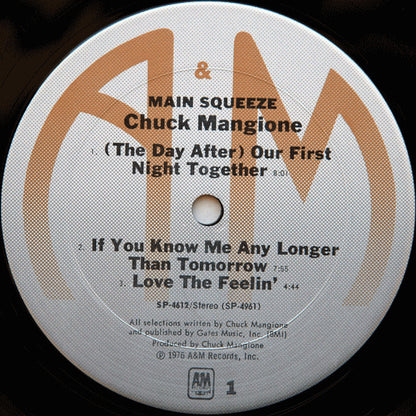 &
A M
MAIN SQUEEZE
Chuck Mangione
1. (The Day After) Our First
Night Together 8:01
2. If You Know Me Any Longer
Than Tomorrow 7:55
3. Love The Feelin' 4:44
SP-4612/Stereo (SP-4961)
All selections written by Chuck Mangione
and published by Gates Music, Inc. (BMI)
Produced by Chuck Mangione
℗ 1976 A&M Records, Inc.
A&M
1